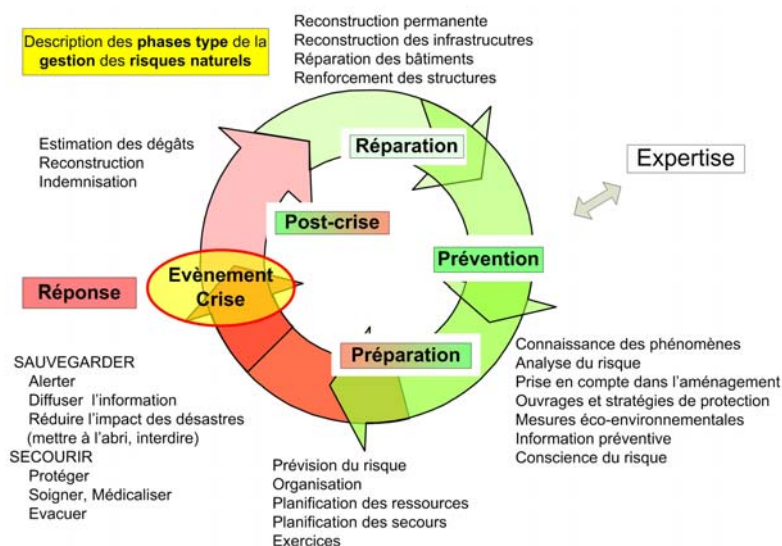 Description des phases type de la
gestion des risques naturels
Reconstruction permanente
Reconstruction des infrastrucutres
Réparation des bâtiments
Renforcement des structures
Estimation des dégâts
Reconstruction
Indemnisation
Réparation
Expertise
Post-crise
Prévention
Réponse
Evènement
Crise
Préparation
SAUVEGARDER
Alerter
Diffuser l'information
Réduire l'impact des désastres
(mettre à l'abri, interdire)
SECOURIR
Protéger
Soigner, Médicaliser
Evacuer
Prévision du risque
Organisation
Planification des ressources
Planification des secours
Exercices
Connaissance des phénomènes
Analyse du risque
Prise en compte dans l'aménagement
Ouvrages et stratégies de protection
Mesures éco-environnementales
Information préventive
Conscience du risque